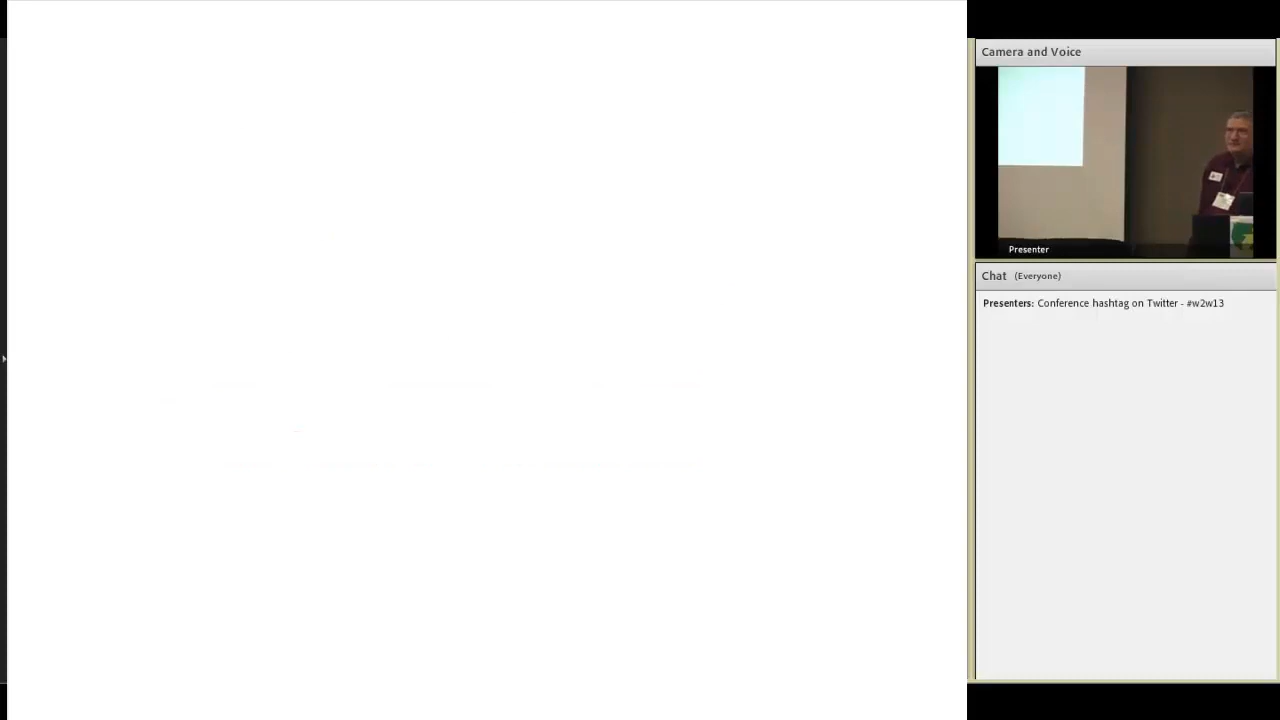 Camera and Voice
Presenter
Chat (Everyone)
Presenters: Conference hashtag on Twitter - #w2w13